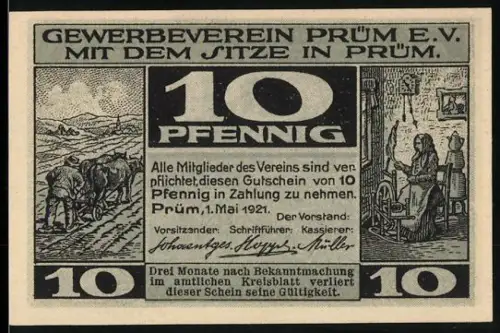 GEWERBEVEREIN PRÜM E.V.
MIT DEM SITZE IN PRÜM.
10
PFENNIG
Alle Mitglieder des Vereins sind ver-
pflichtet, diesen Gutschein von 10
Pfennig in Zahlung zu nehmen.
Prüm, 1. Mai 1921.
Der Vorstand:
Vorsitzender: Schriftführer: Kassierer:
Müller
10
Drei Monate nach Bekanntmachung
im amtlichen Kreisblatt verliert
dieser Schein seine Gültigkeit.
10